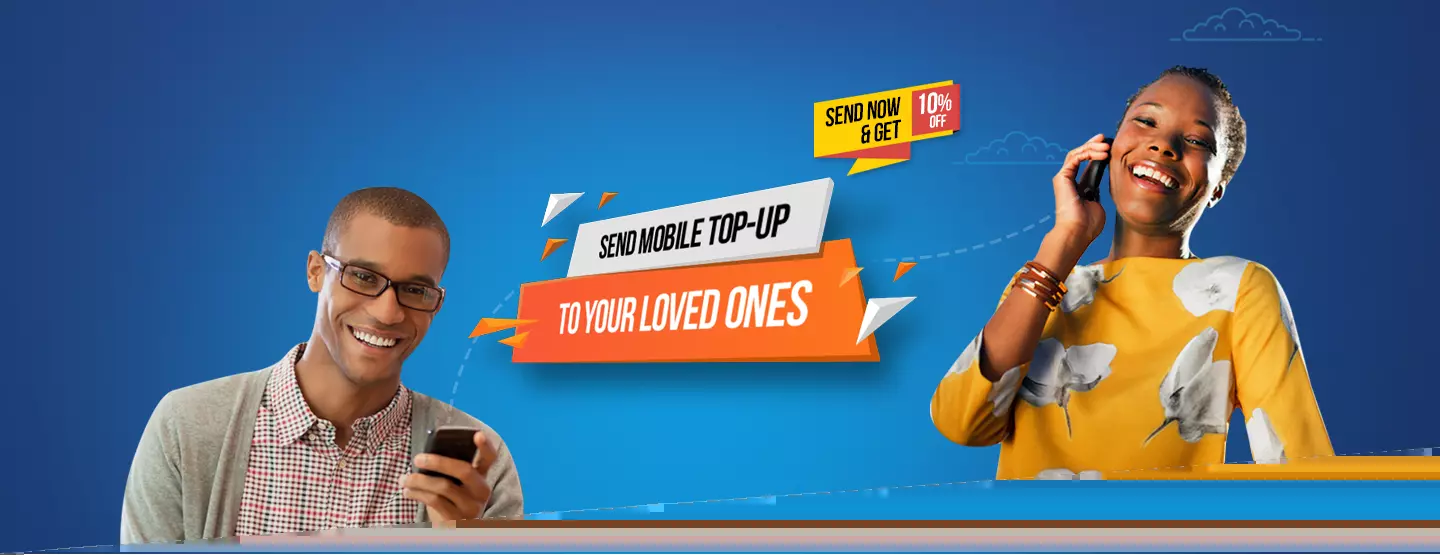 SEND NOW
& GET
10%
OFF
SEND MOBILE TOP-UP
TO YOUR LOVED ONES